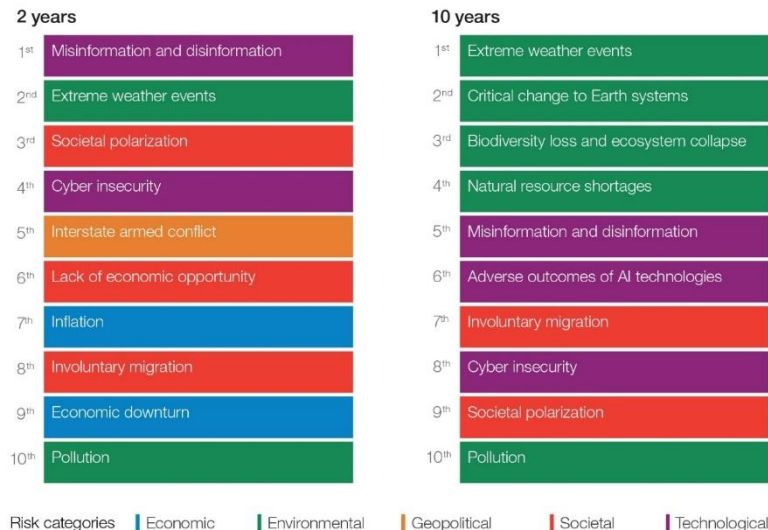 2 years
1st Misinformation and disinformation
2nd Extreme weather events
3rd Societal polarization
4th Cyber insecurity
5th Interstate armed conflict
6th Lack of economic opportunity
7th Inflation
8th Involuntary migration
9th Economic downturn
10th Pollution
10 years
1st Extreme weather events
2nd Critical change to Earth systems
3rd Biodiversity loss and ecosystem collapse
4th Natural resource shortages
5th Misinformation and disinformation
6th Adverse outcomes of AI technologies
7th Involuntary migration
8th Cyber insecurity
9th Societal polarization
10th Pollution
Risk categories Economic Environmental Geopolitical Societal Technological